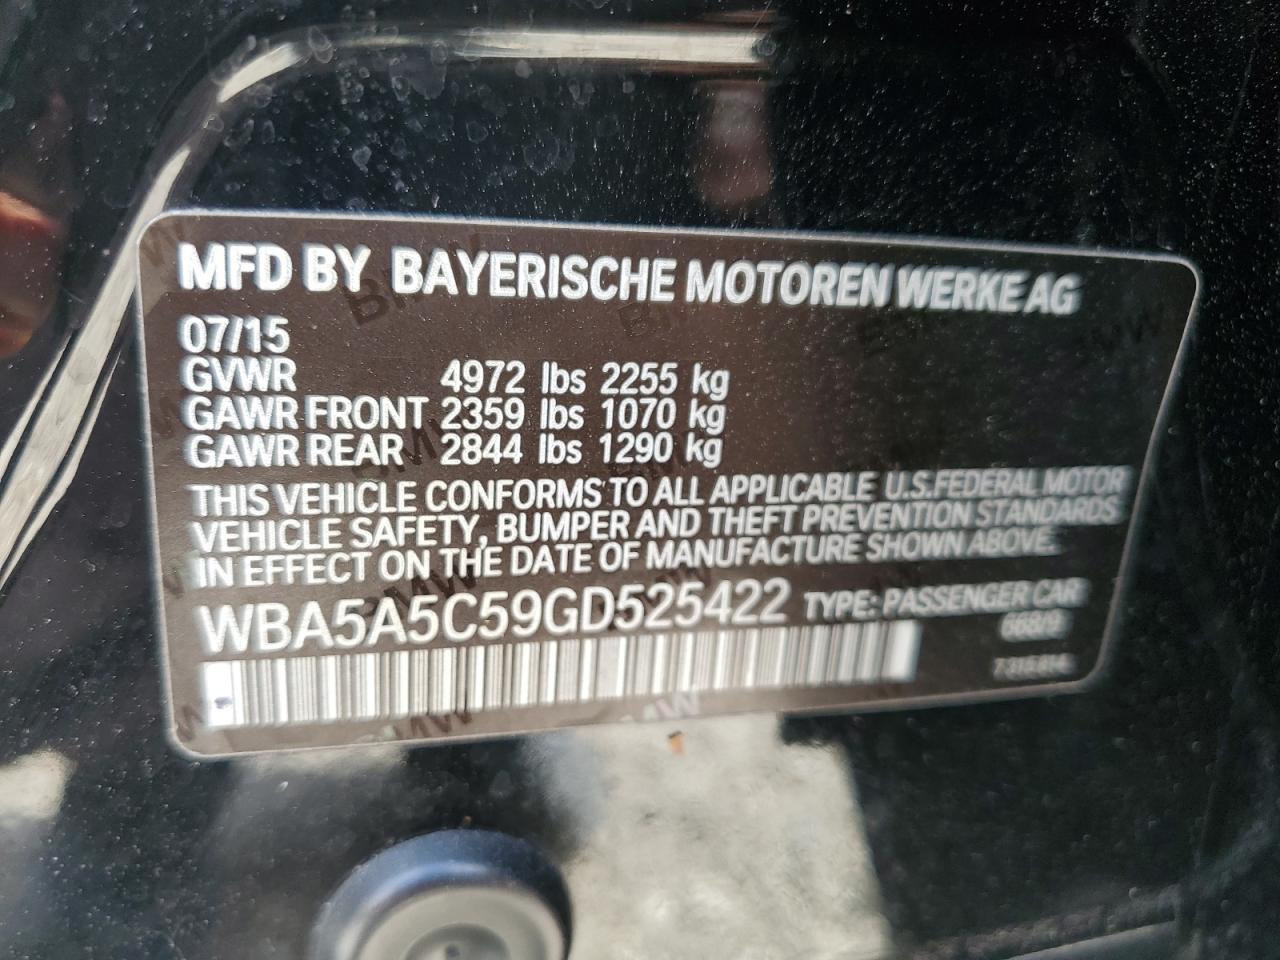 MFD BY BAYERISCHE MOTOREN WERKE AG
07/15
GVWR 4972 lbs 2255 kg
GAWR FRONT 2359 lbs 1070 kg
GAWR REAR 2844 lbs 1290 kg
THIS VEHICLE CONFORMS TO ALL APPLICABLE U.S.FEDERAL MOTOR
VEHICLE SAFETY, BUMPER AND THEFT PREVENTION STANDARDS
IN EFFECT ON THE DATE OF MANUFACTURE SHOWN ABOVE.
WBA5A5C59GD525422 TYPE: PASSENGER CAR
668/9